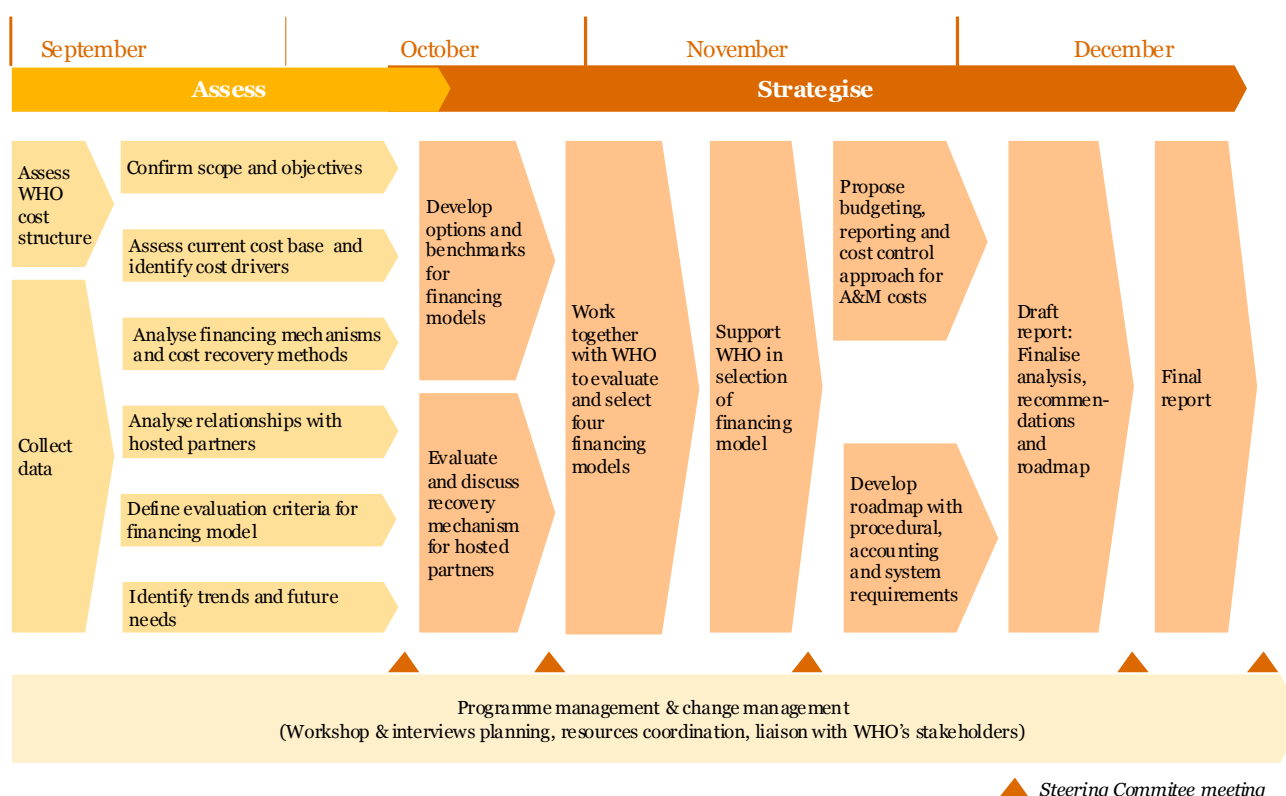 September
October
November
December
Assess
Strategise
Assess
WHO
cost
structure
Collect
data
Confirm scope and objectives
Assess current cost base and
identify cost drivers
Analyse financing mechanisms
and cost recovery methods
Analyse relationships with
hosted partners
Define evaluation criteria for
financing model
Identify trends and future
needs
Develop
options and
benchmarks
for
financing
models
Evaluate
and discuss
recovery
mechanism
for hosted
partners
Work
together
with WHO
to evaluate
and select
four
financing
models
Support
WHO in
selection
of
financing
model
Propose
budgeting,
reporting and
cost control
approach for
A&M costs
Develop
roadmap with
procedural,
accounting
and system
requirements
Draft
report:
Finalise
analysis,
recommen-
dations
and
roadmap
Final
report
Programme management & change management
(Workshop & interviews planning, resources coordination, liaison with WHO's stakeholders)
Steering Commitee meeting